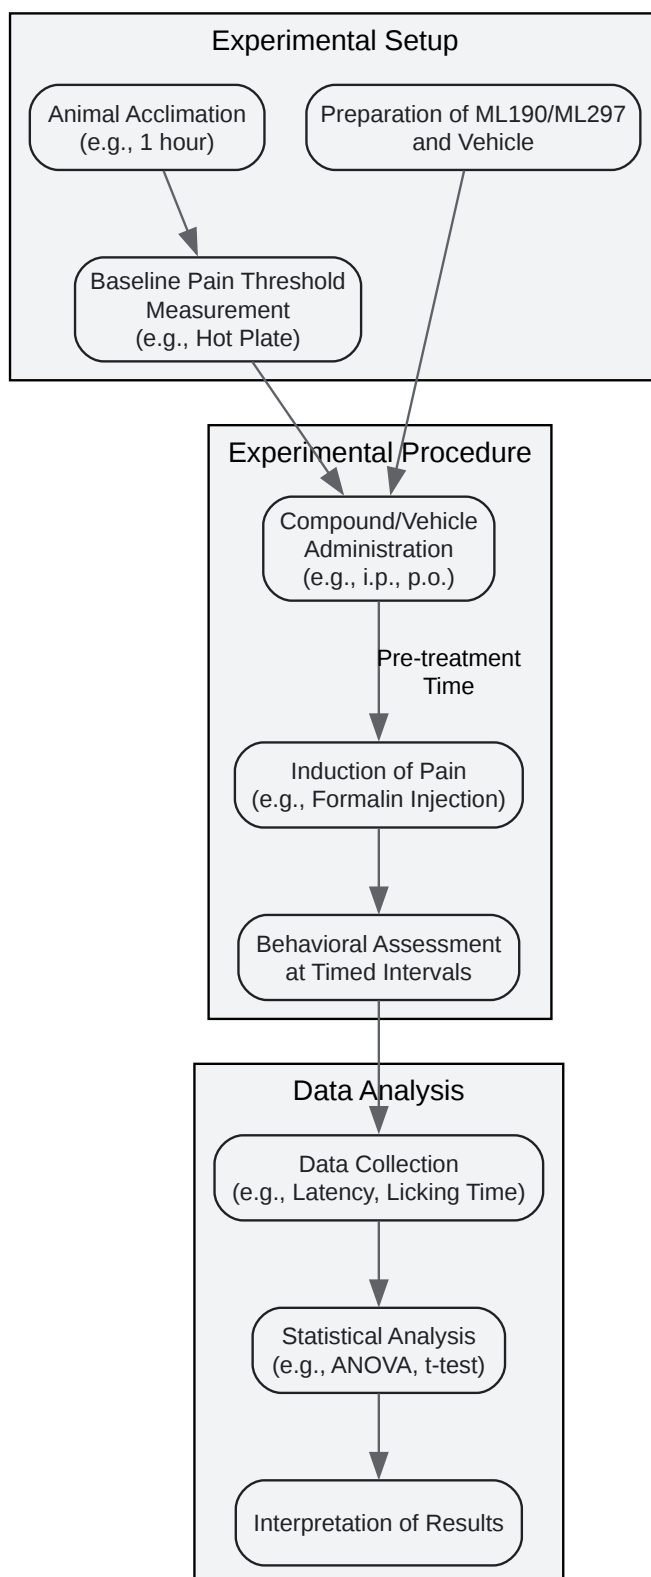 Experimental Setup
Animal Acclimation
(e.g., 1 hour)
Preparation of ML190/ML297
and Vehicle
Baseline Pain Threshold
Measurement
(e.g., Hot Plate)
Experimental Procedure
Compound/Vehicle
Administration
(e.g., i.p., p.o.)
Pre-treatment
Time
Induction of Pain
(e.g., Formalin Injection)
Behavioral Assessment
at Timed Intervals
Data Analysis
Data Collection
(e.g., Latency, Licking Time)
Statistical Analysis
(e.g., ANOVA, t-test)
Interpretation of Results